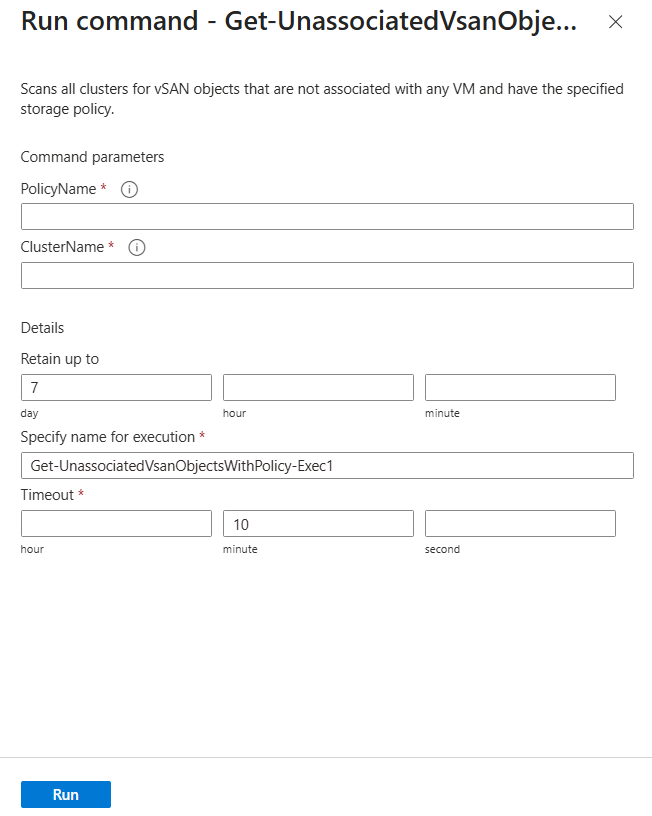 Run command - Get-UnassociatedVsanObje...
Scans all clusters for vSAN objects that are not associated with any VM and have the specified
storage policy.
Command parameters
PolicyName *
ClusterName *
Details
Retain up to
7
day hour minute
Specify name for execution *
Get-UnassociatedVsanObjectsWithPolicy-Exec1
Timeout *
10
hour minute second
Run